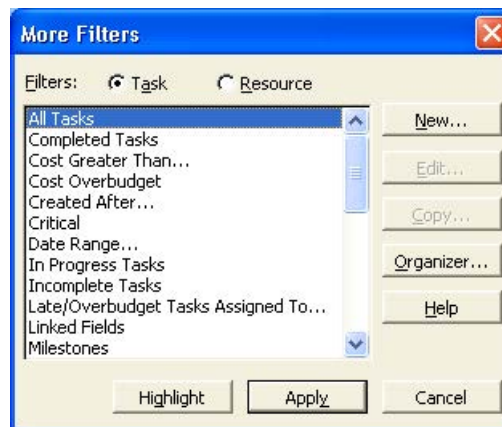 More Filters
Filters: Task Resource
All Tasks
Completed Tasks
Cost Greater Than...
Cost Overbudget
Created After...
Critical
Date Range...
In Progress Tasks
Incomplete Tasks
Late/Overbudget Tasks Assigned To...
Linked Fields
Milestones
New...
Edit...
Copy...
Organizer...
Help
Highlight Apply Cancel